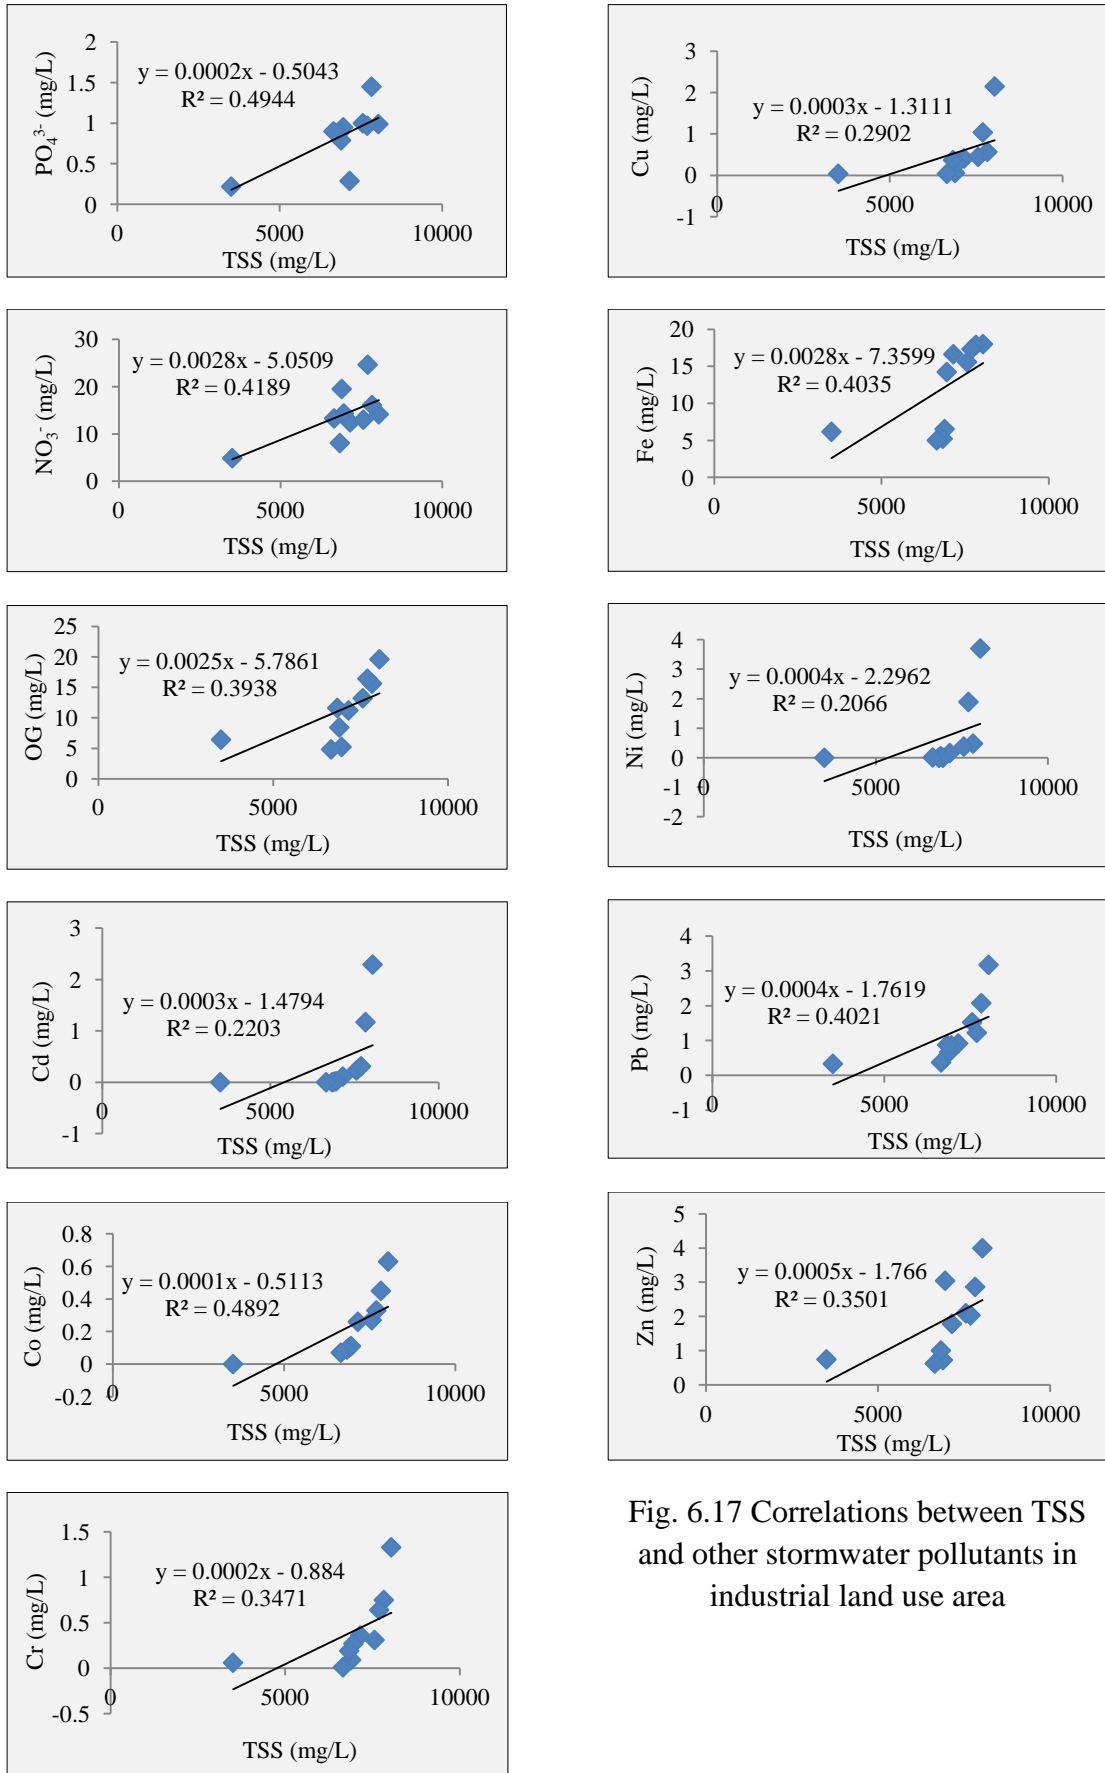 2
1.5
1
0.5
0
PO₄³⁻ (mg/L)
y = 0.0002x - 0.5043
R² = 0.4944
0 5000 10000
TSS (mg/L)
3
2
1
0
-1
Cu (mg/L)
y = 0.0003x - 1.3111
R² = 0.2902
0 5000 10000
TSS (mg/L)
30
20
10
0
NO₃⁻ (mg/L)
y = 0.0028x - 5.0509
R² = 0.4189
0 5000 10000
TSS (mg/L)
20
15
10
5
0
Fe (mg/L)
y = 0.0028x - 7.3599
R² = 0.4035
0 5000 10000
TSS (mg/L)
25
20
15
10
5
0
OG (mg/L)
y = 0.0025x - 5.7861
R² = 0.3938
0 5000 10000
TSS (mg/L)
4
3
2
1
0
-1
-2
Ni (mg/L)
y = 0.0004x - 2.2962
R² = 0.2066
0 5000 10000
TSS (mg/L)
3
2
1
0
-1
Cd (mg/L)
y = 0.0003x - 1.4794
R² = 0.2203
0 5000 10000
TSS (mg/L)
4
3
2
1
0
-1
Pb (mg/L)
y = 0.0004x - 1.7619
R² = 0.4021
0 5000 10000
TSS (mg/L)
0.8
0.6
0.4
0.2
0
-0.2
Co (mg/L)
y = 0.0001x - 0.5113
R² = 0.4892
0 5000 10000
TSS (mg/L)
5
4
3
2
1
0
Zn (mg/L)
y = 0.0005x - 1.766
R² = 0.3501
0 5000 10000
TSS (mg/L)
1.5
1
0.5
0
-0.5
Cr (mg/L)
y = 0.0002x - 0.884
R² = 0.3471
0 5000 10000
TSS (mg/L)
Fig. 6.17 Correlations between TSS
and other stormwater pollutants in
industrial land use area